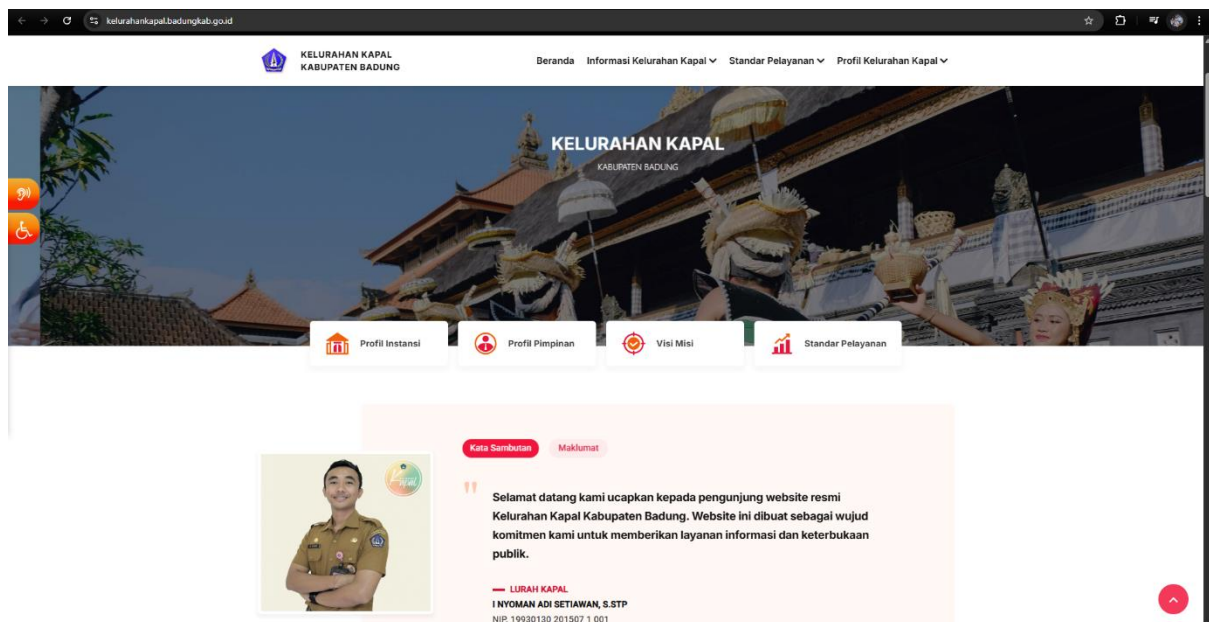 kelurahankapal.badungkab.go.id
KELURAHAN KAPAL
KABUPATEN BADUNG
Beranda Informasi Kelurahan Kapal Standar Pelayanan Profil Kelurahan Kapal
KELURAHAN KAPAL
KABUPATEN BADUNG
Profil Instansi Profil Pimpinan Visi Misi Standar Pelayanan
Kata Sambutan Maklumat
Kapal
"
Selamat datang kami ucapkan kepada pengunjung website resmi
Kelurahan Kapal Kabupaten Badung. Website ini dibuat sebagai wujud
komitmen kami untuk memberikan layanan informasi dan keterbukaan
publik.
LURAH KAPAL
I NYOMAN ADI SETIAWAN, S.STP
NIP. 19930130 201507 1 001